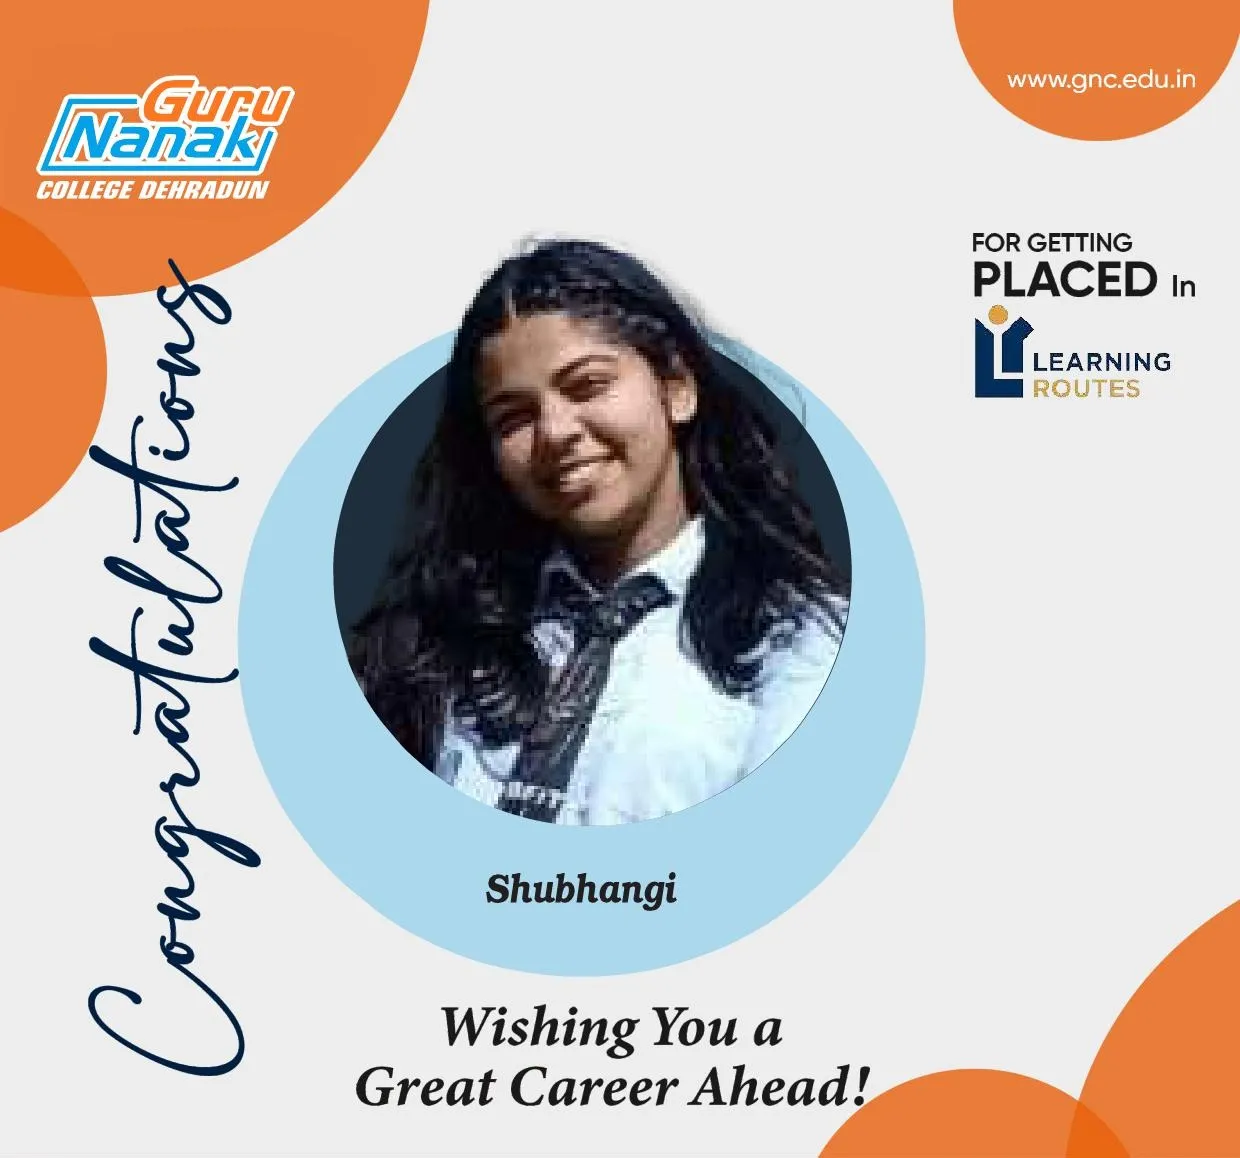 Guru
Nanak
COLLEGE DEHRADUN
www.gnc.edu.in
Congratulations
FOR GETTING
PLACED In
LEARNING
ROUTES
Shubhangi
Wishing You a
Great Career Ahead!